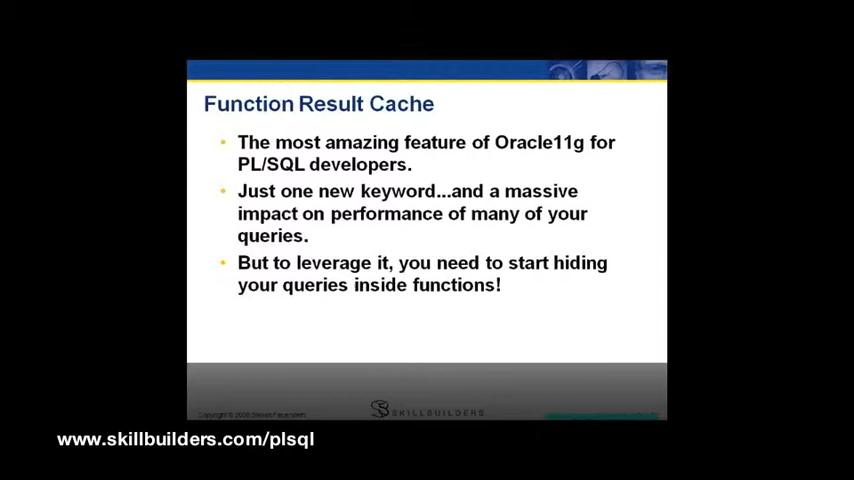 Function Result Cache
• The most amazing feature of Oracle11g for
PL/SQL developers.
• Just one new keyword...and a massive
impact on performance of many of your
queries.
• But to leverage it, you need to start hiding
your queries inside functions!
SKILLBUILDERS
www.skillbuilders.com/plsql